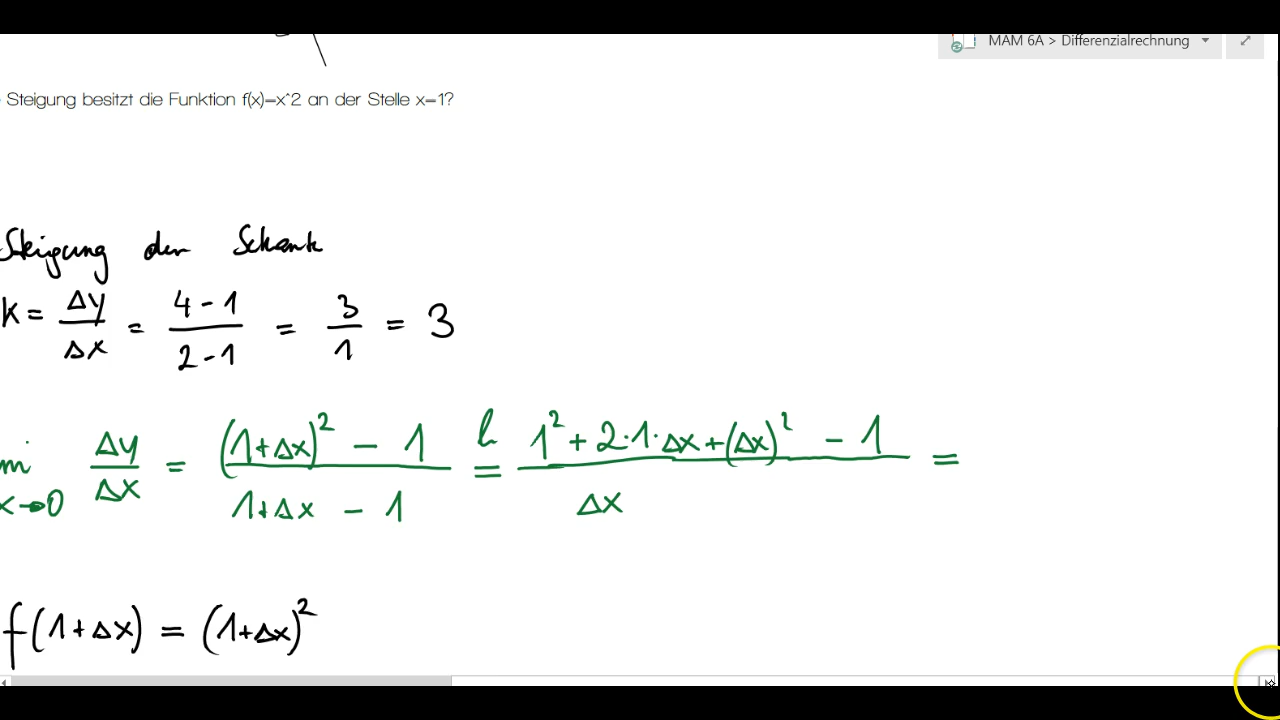 MAM 6A > Differenzialrechnung
Steigung besitzt die Funktion f(x)=x^2 an der Stelle x=1?
Steigung der Sekante
k = Δy/Δx = (4 - 1)/(2 - 1) = 3/1 = 3
Δy/Δx = ((1+Δx)² - 1)/(1+Δx - 1) = (1² + 2·1·Δx + (Δx)² - 1)/Δx =
x→0
f(1+Δx) = (1+Δx)²